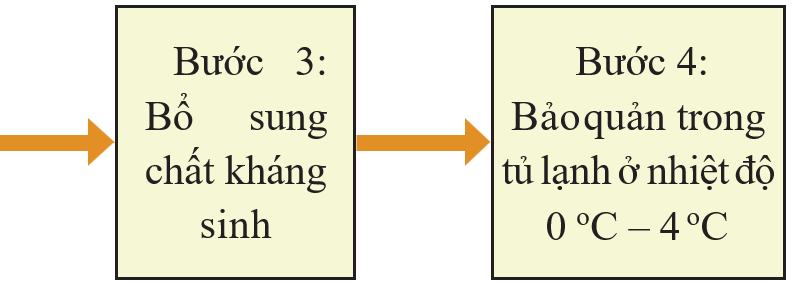 Bước 3:
Bổ sung
chất kháng
sinh
Bước 4:
Bảo quản trong
tủ lạnh ở nhiệt độ
0 ºC – 4 ºC